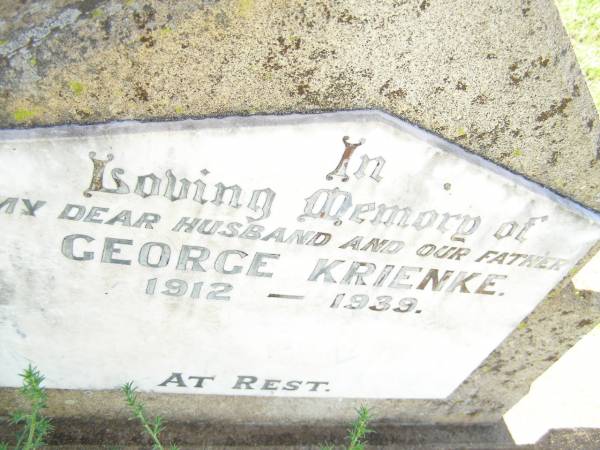 In
Loving Memory of
MY DEAR HUSBAND AND OUR FATHER
GEORGE KRIENKE.
1912 — 1939.
AT REST.